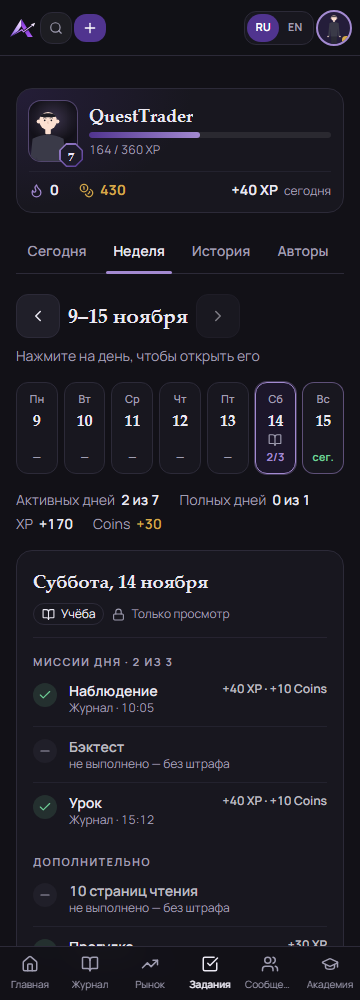 RU EN
QuestTrader
164 / 360 XP
7
0 430 +40 XP сегодня
Сегодня Неделя История Авторы
9–15 ноября
Нажмите на день, чтобы открыть его
Пн Вт Ср Чт Пт Сб Вс
9 10 11 12 13 14 15
— — — — — 2/3 сег.
Активных дней 2 из 7 Полных дней 0 из 1
XP +170 Coins +30
Суббота, 14 ноября
Учёба Только просмотр
МИССИИ ДНЯ · 2 ИЗ 3
Наблюдение +40 XP · +10 Coins
Журнал · 10:05
Бэктест
не выполнено — без штрафа
Урок +40 XP · +10 Coins
Журнал · 15:12
ДОПОЛНИТЕЛЬНО
10 страниц чтения
не выполнено — без штрафа
Прогулка +30 XP
Главная Журнал Рынок Задания Сообще... Академия